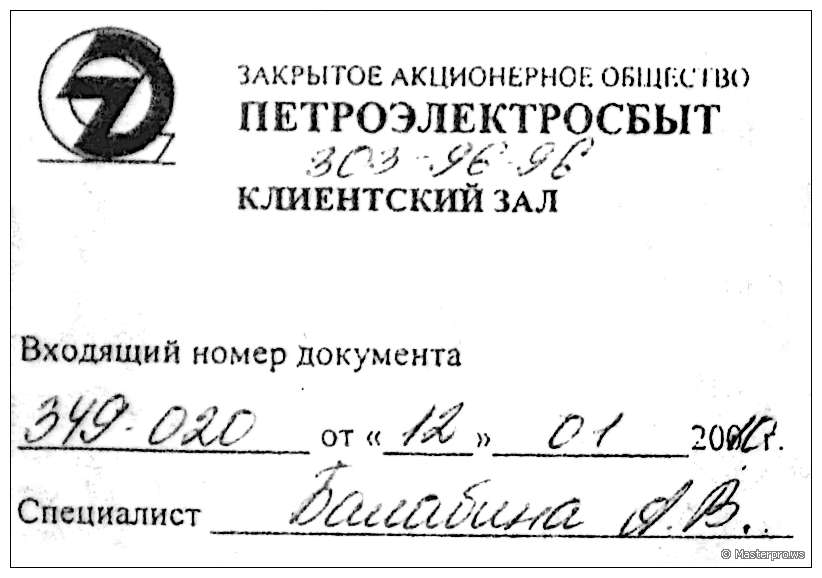 ЗАКРЫТОЕ АКЦИОНЕРНОЕ ОБЩЕСТВО
ПЕТРОЭЛЕКТРОСБЫТ
303-96-96
КЛИЕНТСКИЙ ЗАЛ
Входящий номер документа
349-020 от «12» 01 2010г.
Специалист Балабина А.В.
© Masterpro.ws